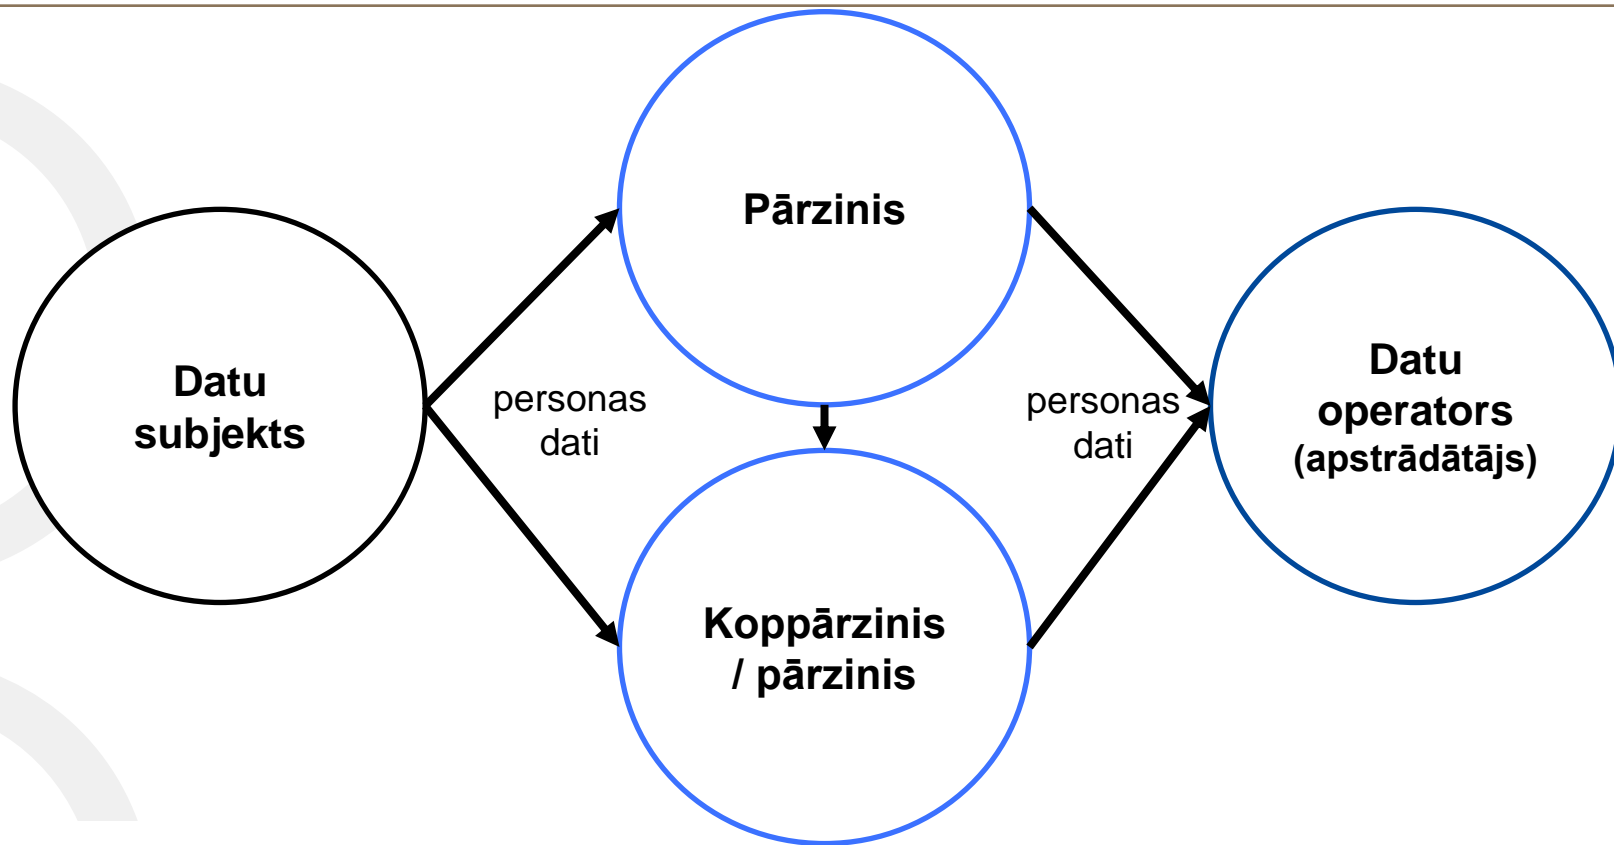 Datu
subjekts
personas
dati
Pārzinis
Koppārzinis
/ pārzinis
personas
dati
Datu
operators
(apstrādātājs)